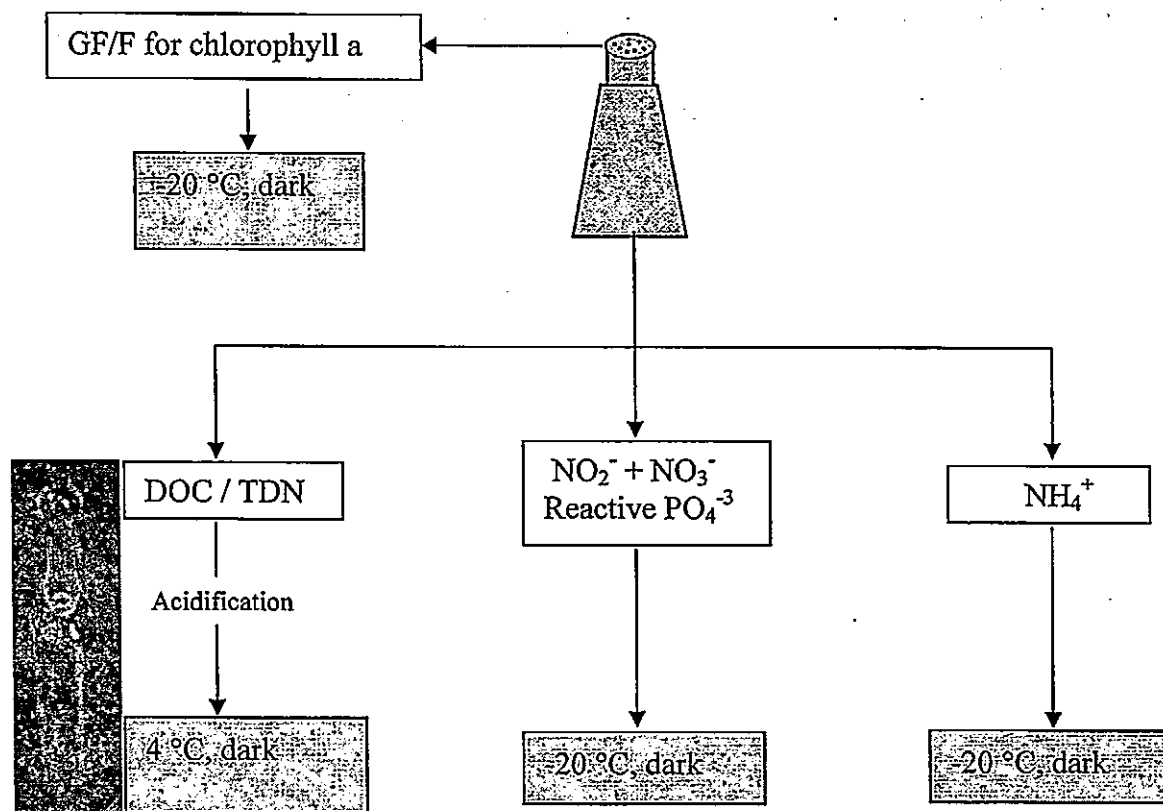 GF/F for chlorophyll a
-20 °C, dark
DOC / TDN
NO₂⁻ + NO₃⁻
Reactive PO₄⁻³
NH₄⁺
Acidification
4 °C, dark
-20 °C, dark
-20 °C, dark